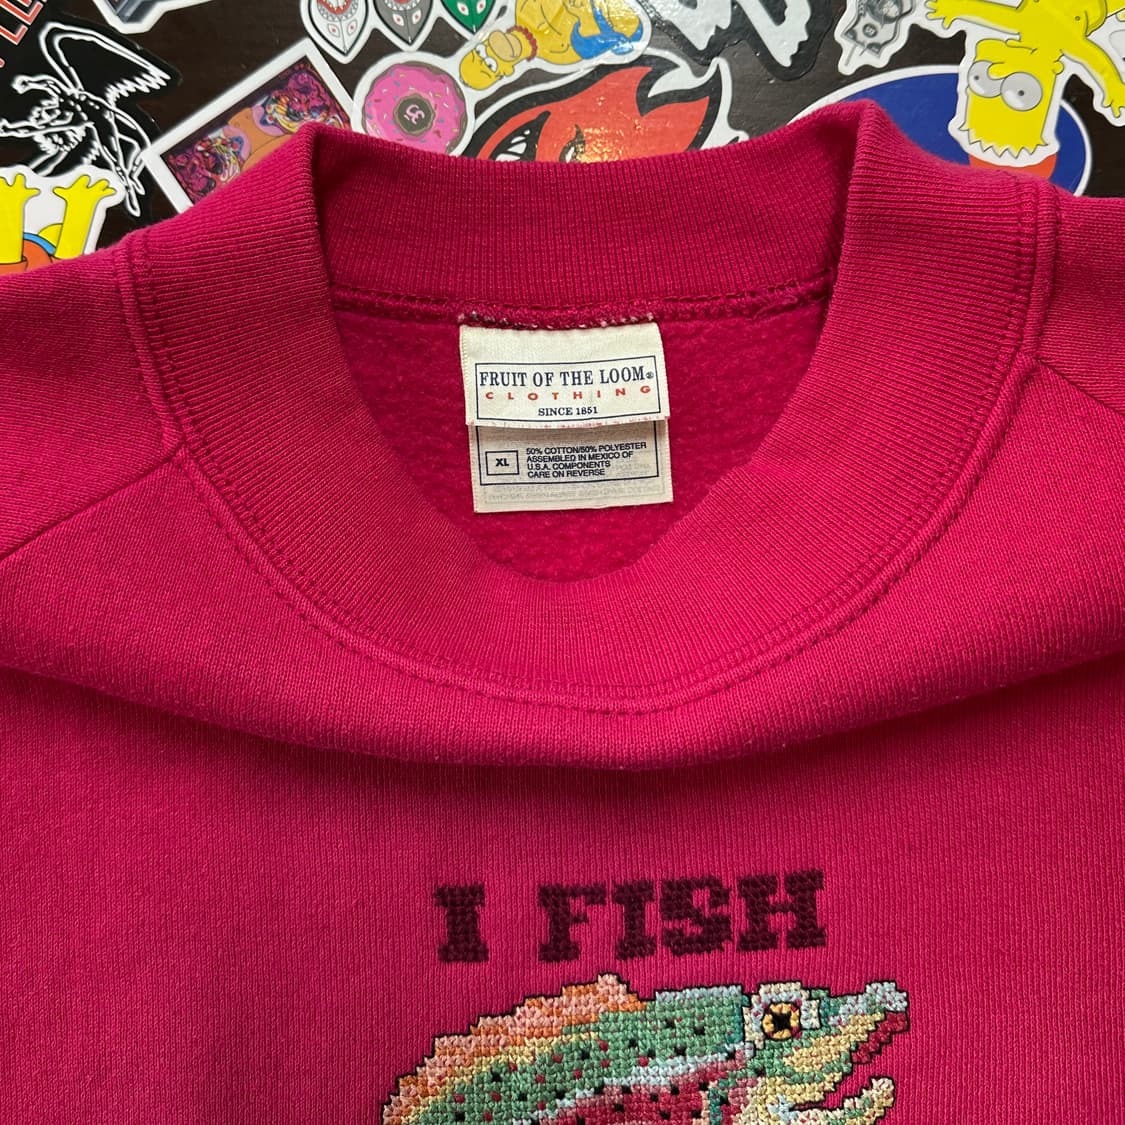 FRUIT OF THE LOOM®
CLOTHING
SINCE 1851
XL
50% COTTON/50% POLYESTER
ASSEMBLED IN MEXICO OF
U.S.A. COMPONENTS
CARE ON REVERSE
I FISH